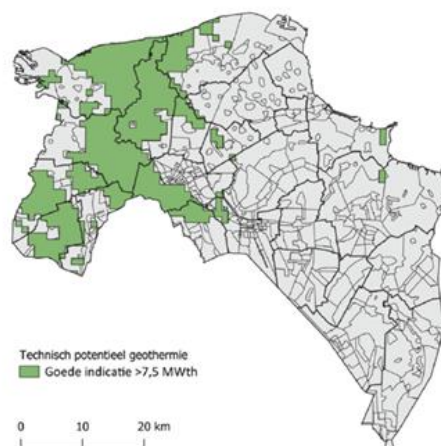 Technisch potentieel geothermie
Goede indicatie >7,5 MWth
0 10 20 km